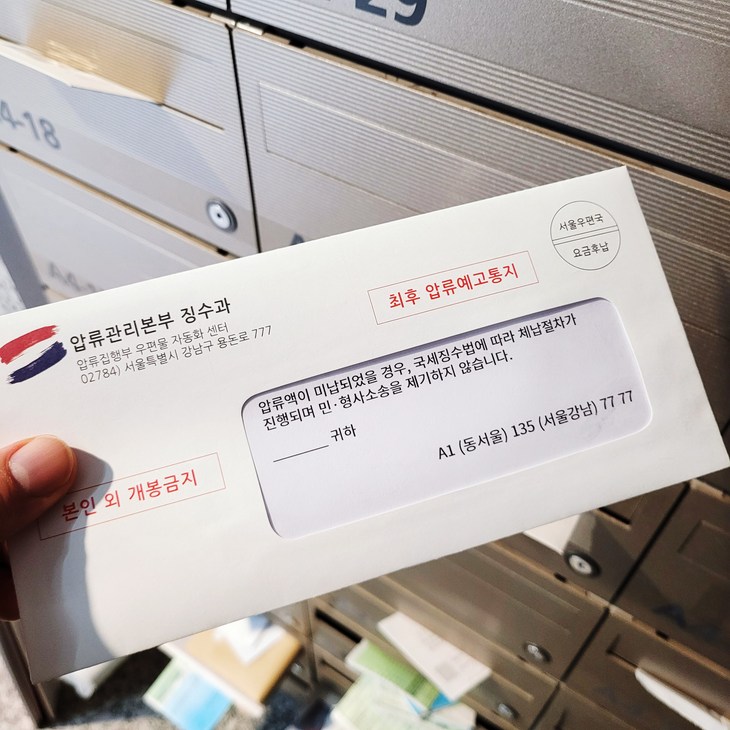 29
4-18
압류관리본부 징수과
압류집행부 우편물 자동화 센터
02784) 서울특별시 강남구 용돈로 777
최후 압류예고통지
서울우편국
요금후납
압류액이 미납되었을 경우, 국세징수법에 따라 체납절차가
진행되며 민·형사소송을 제기하지 않습니다.
귀하
A1 (동서울) 135 (서울강남) 77 77
본인 외 개봉금지